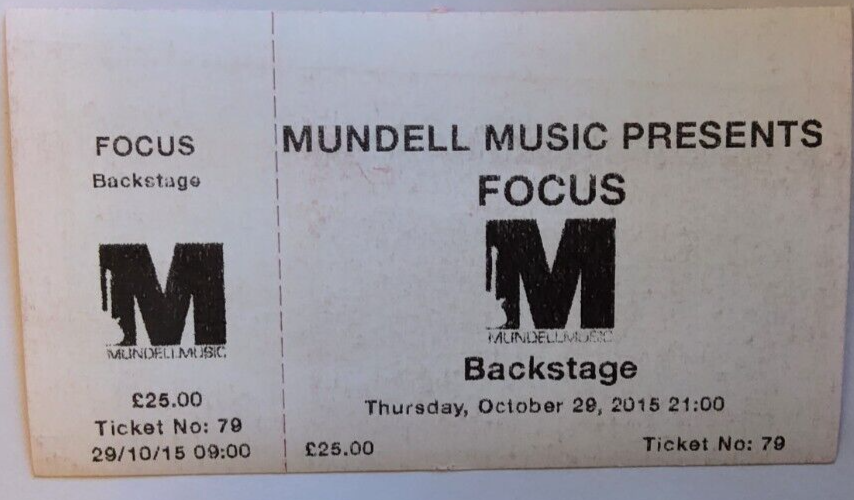 FOCUS
Backstage
M
MUNDELLMUSIC
£25.00
Ticket No: 79
29/10/15 09:00
MUNDELL MUSIC PRESENTS
FOCUS
M
MUNDELLMUSIC
Backstage
Thursday, October 29, 2015 21:00
£25.00 Ticket No: 79